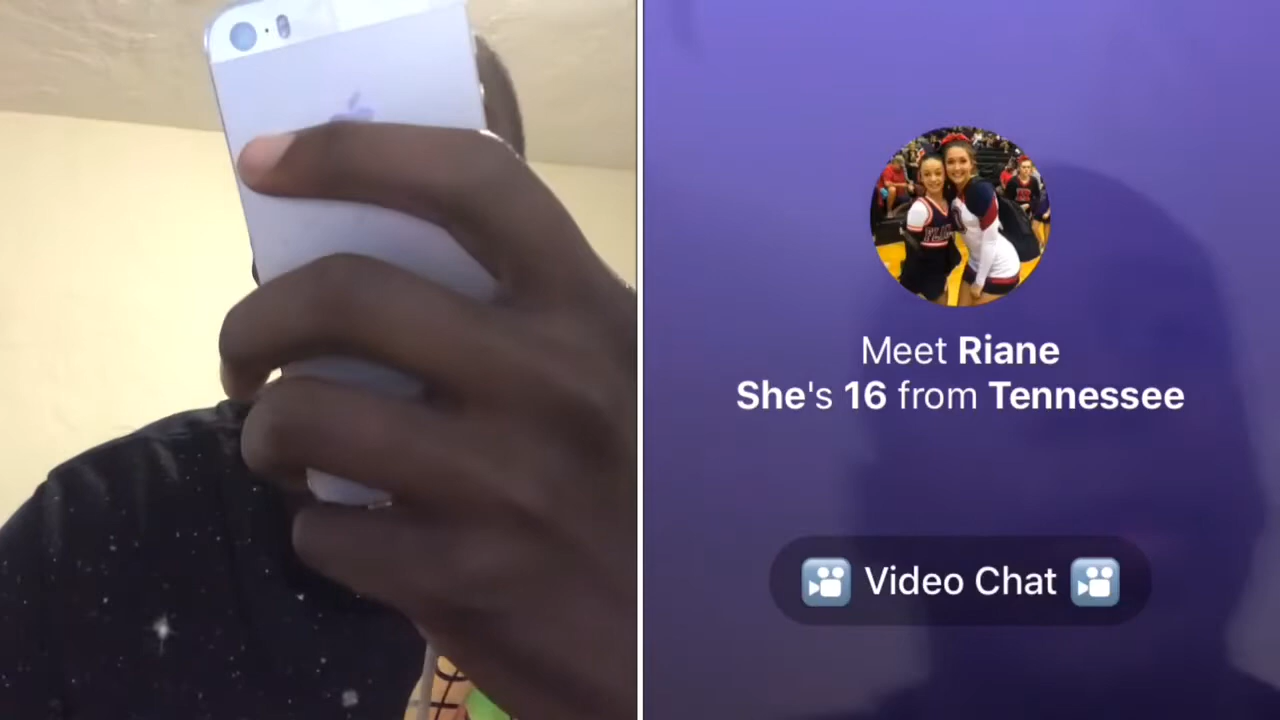 Meet Riane
She's 16 from Tennessee
🎦 Video Chat 🎦